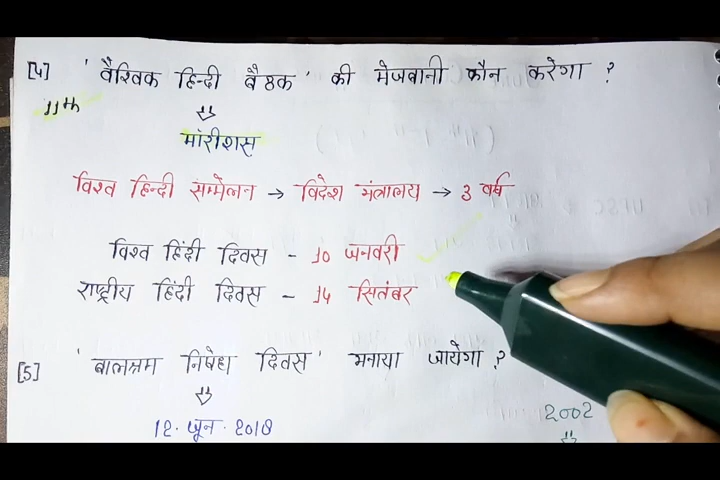 [4] 'वैश्विक हिन्दी बैठक' की मेजबानी कौन करेगा ?
11th ⇓
मांरीशस
विश्व हिन्दी सम्मेलन → विदेश मंत्रालय → 3 वर्ष
विश्व हिंदी दिवस - 10 जनवरी
राष्ट्रीय हिंदी दिवस - 14 सितंबर
[5] 'बालश्रम निषेध दिवस' मनाया जायेगा ?
⇓
12. जून. 2018
2002
⇓